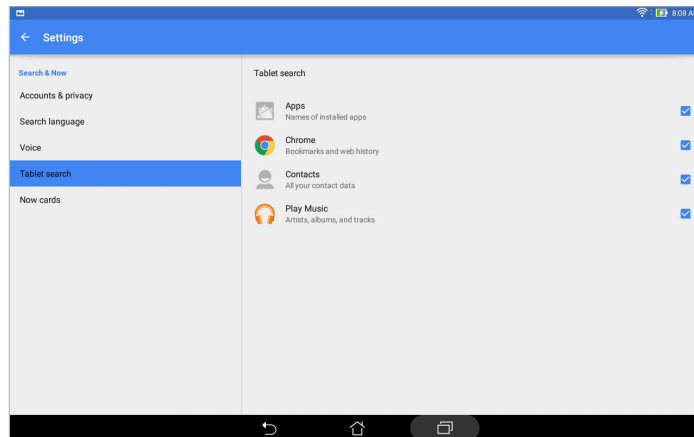 8:08 A
Settings
Search & Now
Accounts & privacy
Search language
Voice
Tablet search
Now cards
Tablet search
Apps
Names of installed apps
Chrome
Bookmarks and web history
Contacts
All your contact data
Play Music
Artists, albums, and tracks